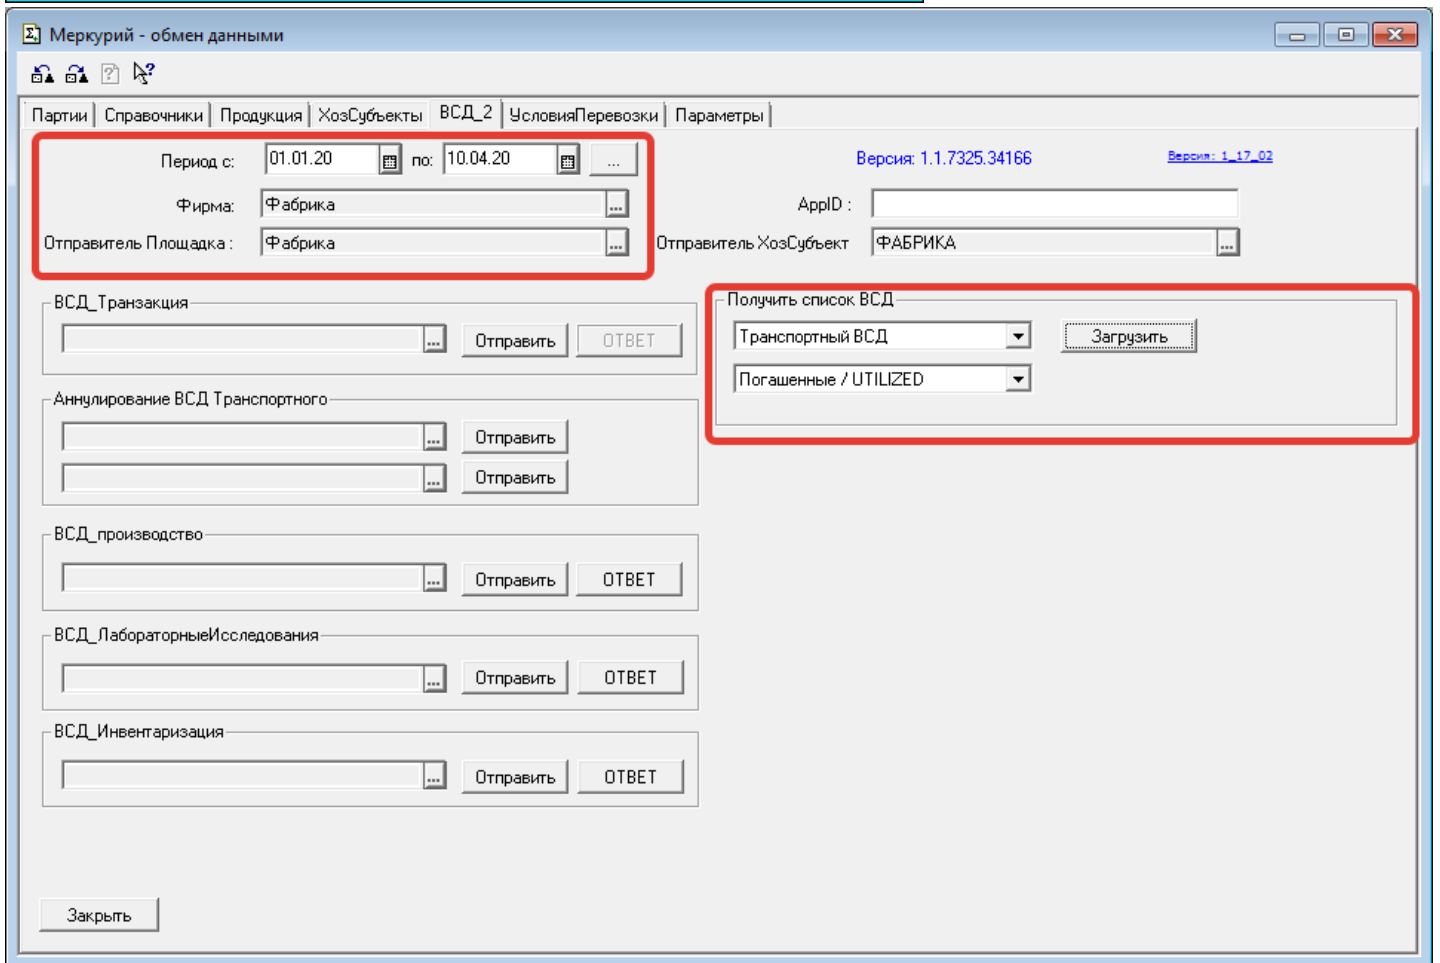 Меркурий - обмен данными
Партии Справочники Продукция ХозСубъекты ВСД_2 УсловияПеревозки Параметры
Период с: 01.01.20 по: 10.04.20 ... Версия: 1.1.7325.34166 Версия: 1_17_02
Фирма: Фабрика ... AppID :
Отправитель Площадка : Фабрика ... Отправитель ХозСубъект ФАБРИКА ...
ВСД_Транзакция
... Отправить ОТВЕТ
Получить список ВСД
Транспортный ВСД Загрузить
Погашенные / UTILIZED
Аннулирование ВСД Транспортного
... Отправить
... Отправить
ВСД_производство
... Отправить ОТВЕТ
ВСД_ЛабораторныеИсследования
... Отправить ОТВЕТ
ВСД_Инвентаризация
... Отправить ОТВЕТ
Закрыть